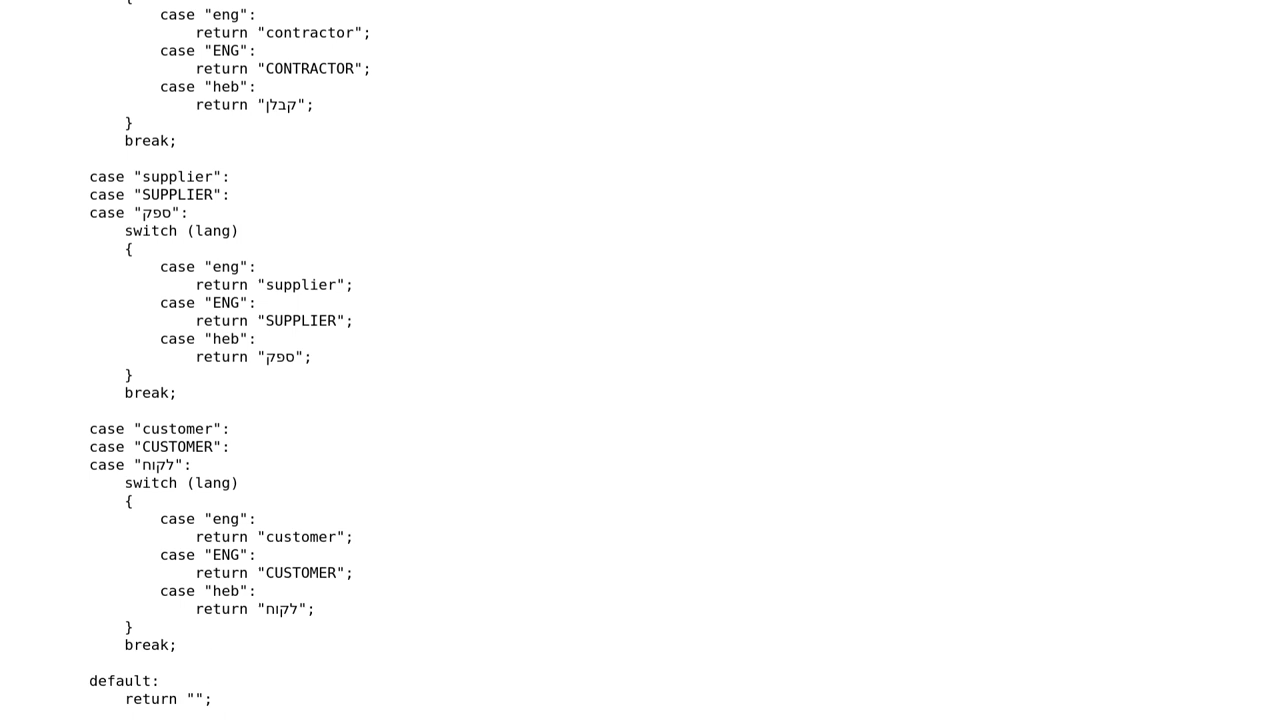 {
case "eng":
return "contractor";
case "ENG":
return "CONTRACTOR";
case "heb":
return "קבלן";
}
break;
case "supplier":
case "SUPPLIER":
case "ספק":
switch (lang)
{
case "eng":
return "supplier";
case "ENG":
return "SUPPLIER";
case "heb":
return "ספק";
}
break;
case "customer":
case "CUSTOMER":
case "לקוח":
switch (lang)
{
case "eng":
return "customer";
case "ENG":
return "CUSTOMER";
case "heb":
return "לקוח";
}
break;
default:
return "";